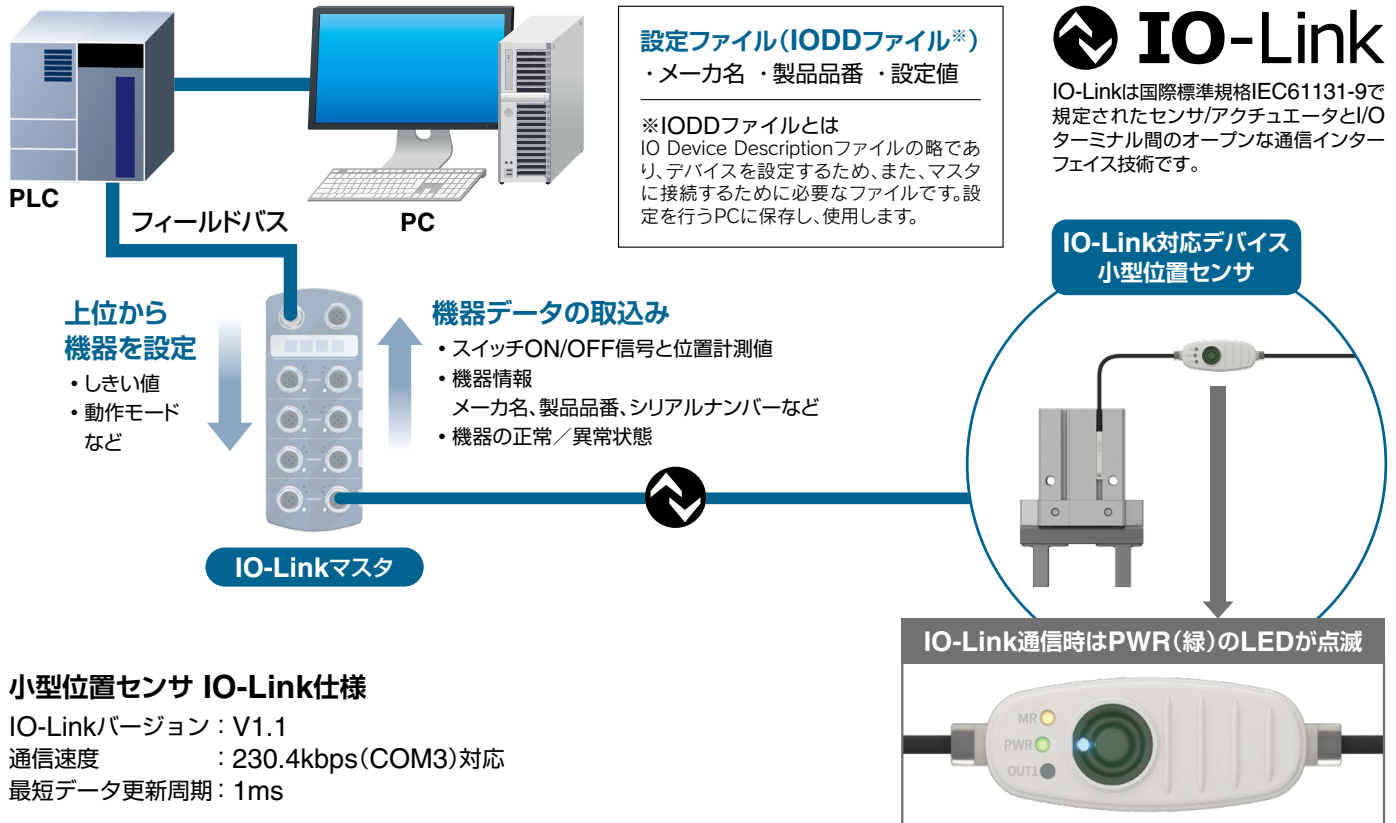 PLC
PC
フィールドバス
設定ファイル(IODDファイル※)
・メーカ名 ・製品品番 ・設定値
※IODDファイルとは
IO Device Descriptionファイルの略であ
り、デバイスを設定するため、また、マスタ
に接続するために必要なファイルです。設
定を行うPCに保存し、使用します。
IO-Link
IO-Linkは国際標準規格IEC61131-9で
規定されたセンサ/アクチュエータとI/O
ターミナル間のオープンな通信インター
フェイス技術です。
上位から
機器を設定
・しきい値
・動作モード
など
機器データの取込み
・スイッチON/OFF信号と位置計測値
・機器情報
メーカ名、製品品番、シリアルナンバーなど
・機器の正常/異常状態
IO-Linkマスタ
IO-Link対応デバイス
小型位置センサ
IO-Link通信時はPWR(緑)のLEDが点滅
MR
PWR
OUT1
小型位置センサ IO-Link仕様
IO-Linkバージョン:V1.1
通信速度 :230.4kbps(COM3)対応
最短データ更新周期:1ms